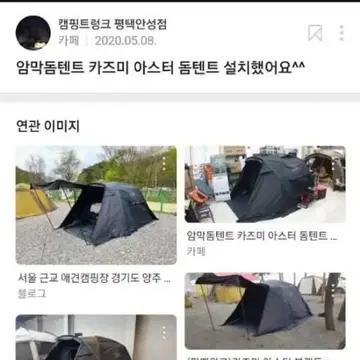 캠핑트렁크 평택안성점
카페 | 2020.05.08.
암막돔텐트 카즈미 아스터 돔텐트 설치했어요^^
연관 이미지
서울 근교 애견캠핑장 경기도 양주 ...
블로그
암막돔텐트 카즈미 아스터 돔텐트 ...
카페